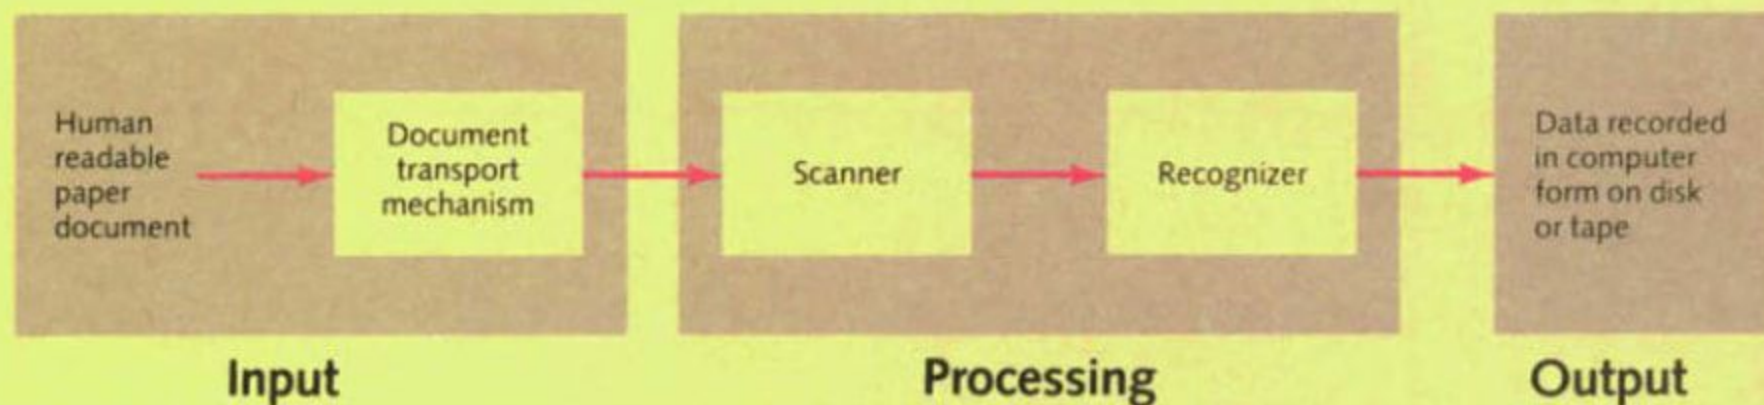 Human
readable
paper
document
Document
transport
mechanism
Scanner
Recognizer
Data recorded
in computer
form on disk
or tape
Input
Processing
Output